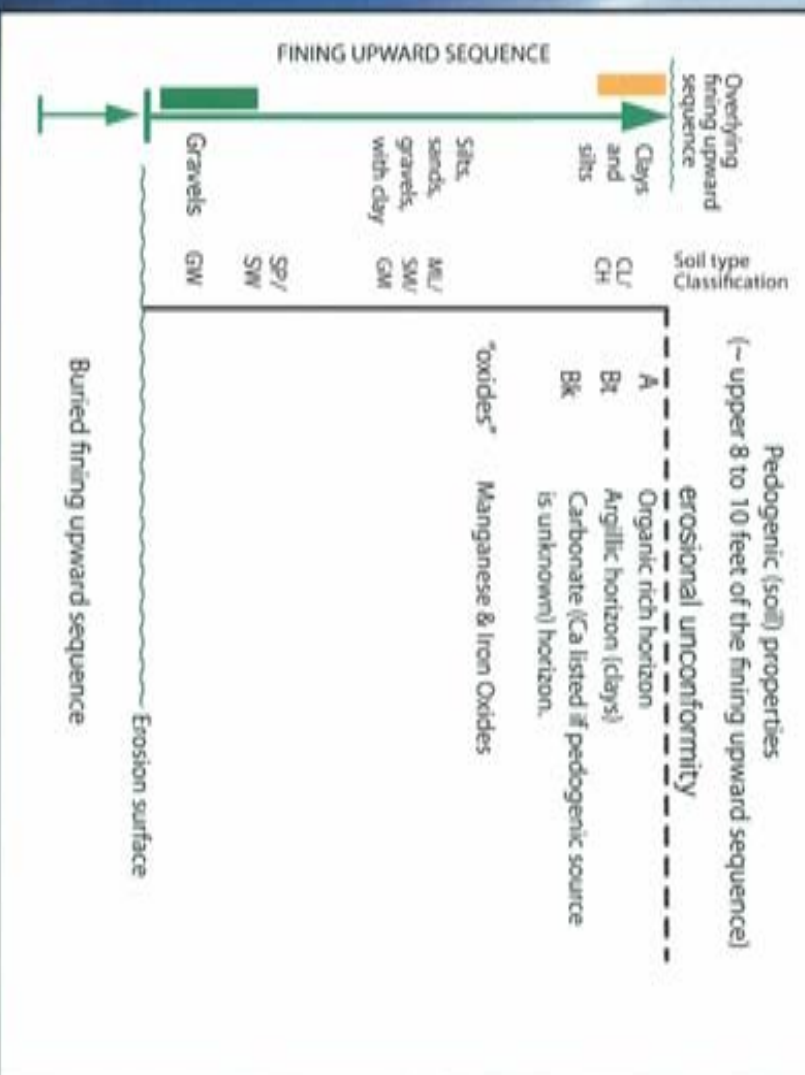 Pedogenic (soil) properties
(~ upper 8 to 10 feet of the fining upward sequence)
Overlying
fining upward
sequence
Soil type
Classification
erosional unconformity
FINING UPWARD SEQUENCE
Clays
and
silts
CL/
CH
A Organic rich horizon
Bt Argillic horizon (clays)
Bk Carbonate (Ca listed if pedogenic source
is unknown) horizon.
Silts,
sands,
gravels,
with clay
ML/
SM/
GM
"oxides" Manganese & Iron Oxides
SP/
SW
Gravels GW
Erosion surface
Buried fining upward sequence